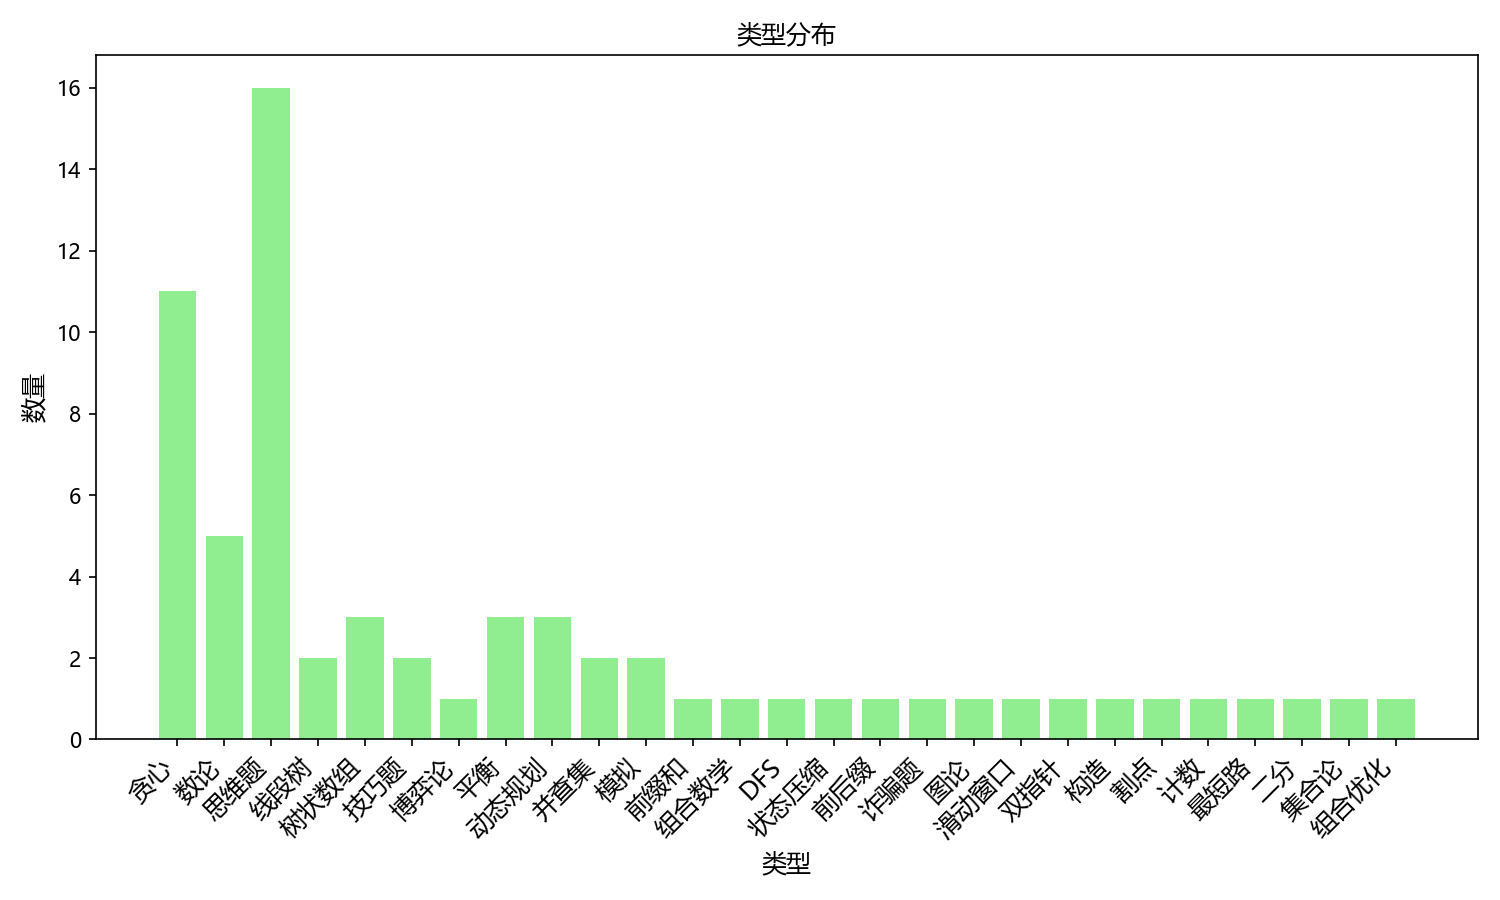 类型分布
数量
16
14
12
10
8
6
4
2
0
贪心
数论
思维题
线段树
树状数组
技巧题
博弈论
平衡
动态规划
并查集
模拟
前缀和
组合数学
DFS
状态压缩
前后缀
诈骗题
图论
滑动窗口
双指针
构造
割点
计数
最短路
二分
集合论
组合优化
类型